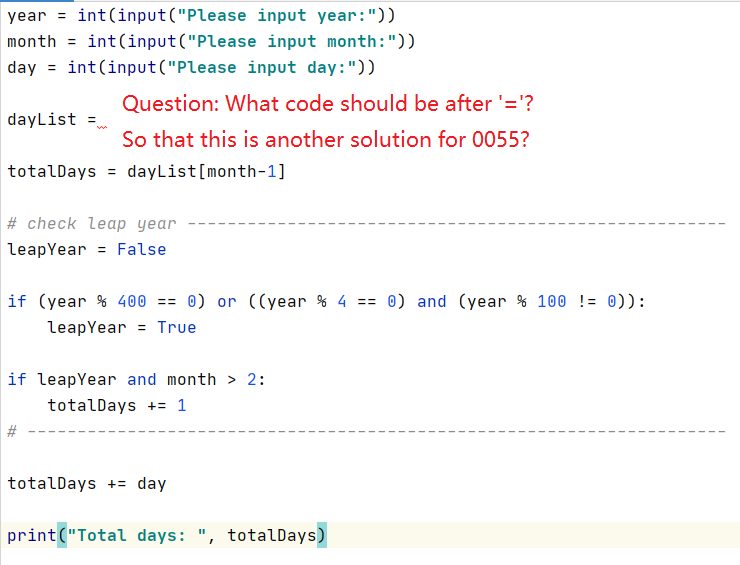 year = int(input("Please input year:"))
month = int(input("Please input month:"))
day = int(input("Please input day:"))
Question: What code should be after '='?
dayList =
So that this is another solution for 0055?
totalDays = dayList[month-1]
# check leap year ------------------------------------------------------
leapYear = False
if (year % 400 == 0) or ((year % 4 == 0) and (year % 100 != 0)):
    leapYear = True
if leapYear and month > 2:
    totalDays += 1
# ----------------------------------------------------------------------
totalDays += day
print("Total days: ", totalDays)